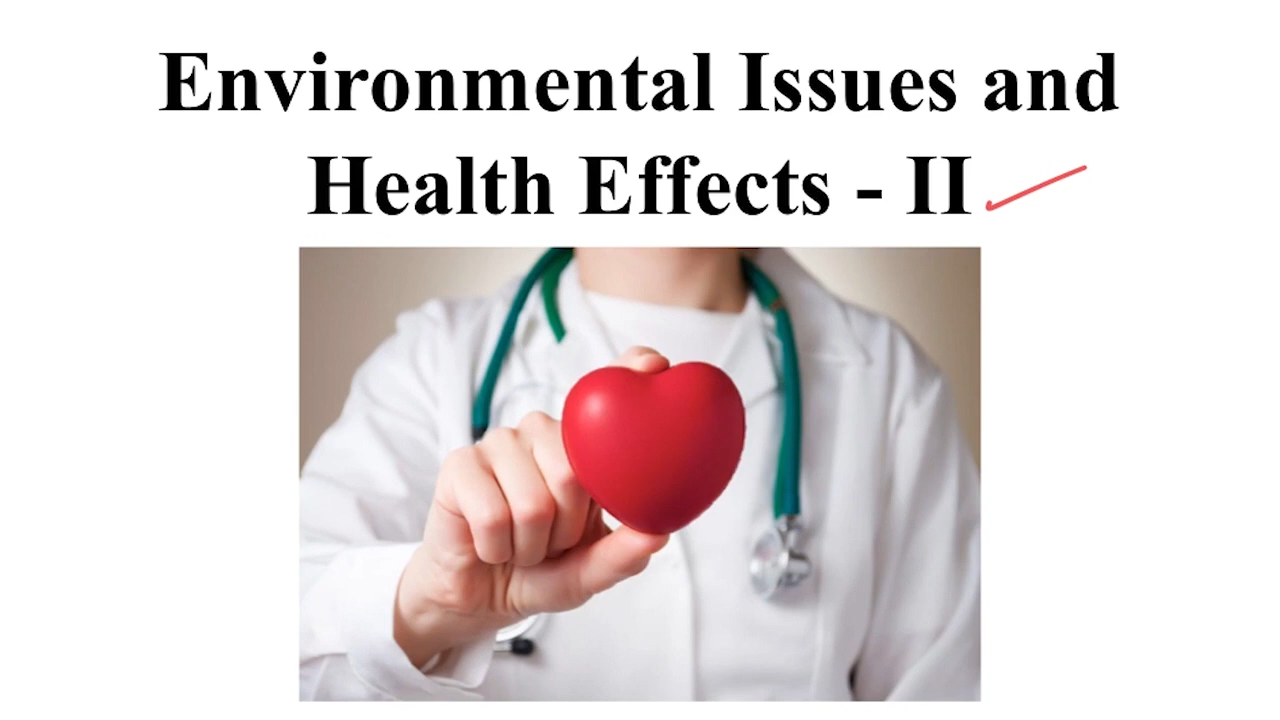 Environmental Issues and
Health Effects - II